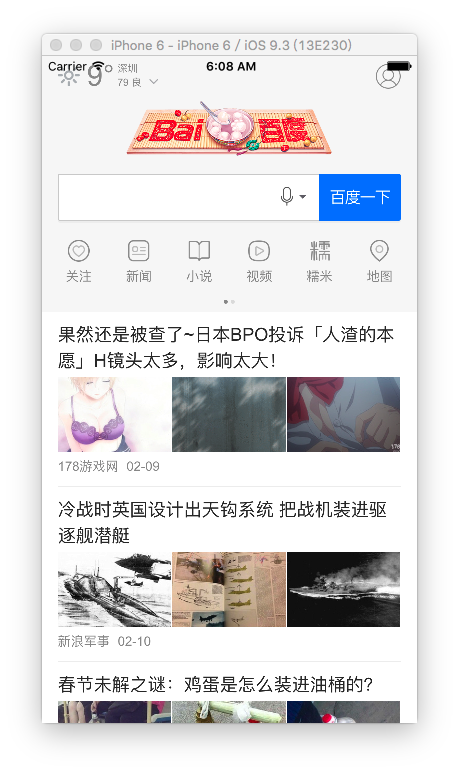 iPhone 6 - iPhone 6 / iOS 9.3 (13E230)
Carrier
6:08 AM
9°
深圳
79 良
Bai 百度
百度一下
关注
新闻
小说
视频
糯米
糯米
地图
果然还是被查了~日本BPO投诉「人渣的本
愿」H镜头太多，影响太大！
178
178游戏网 02-09
冷战时英国设计出天钩系统 把战机装进驱
逐舰潜艇
新浪军事 02-10
春节未解之谜：鸡蛋是怎么装进油桶的？